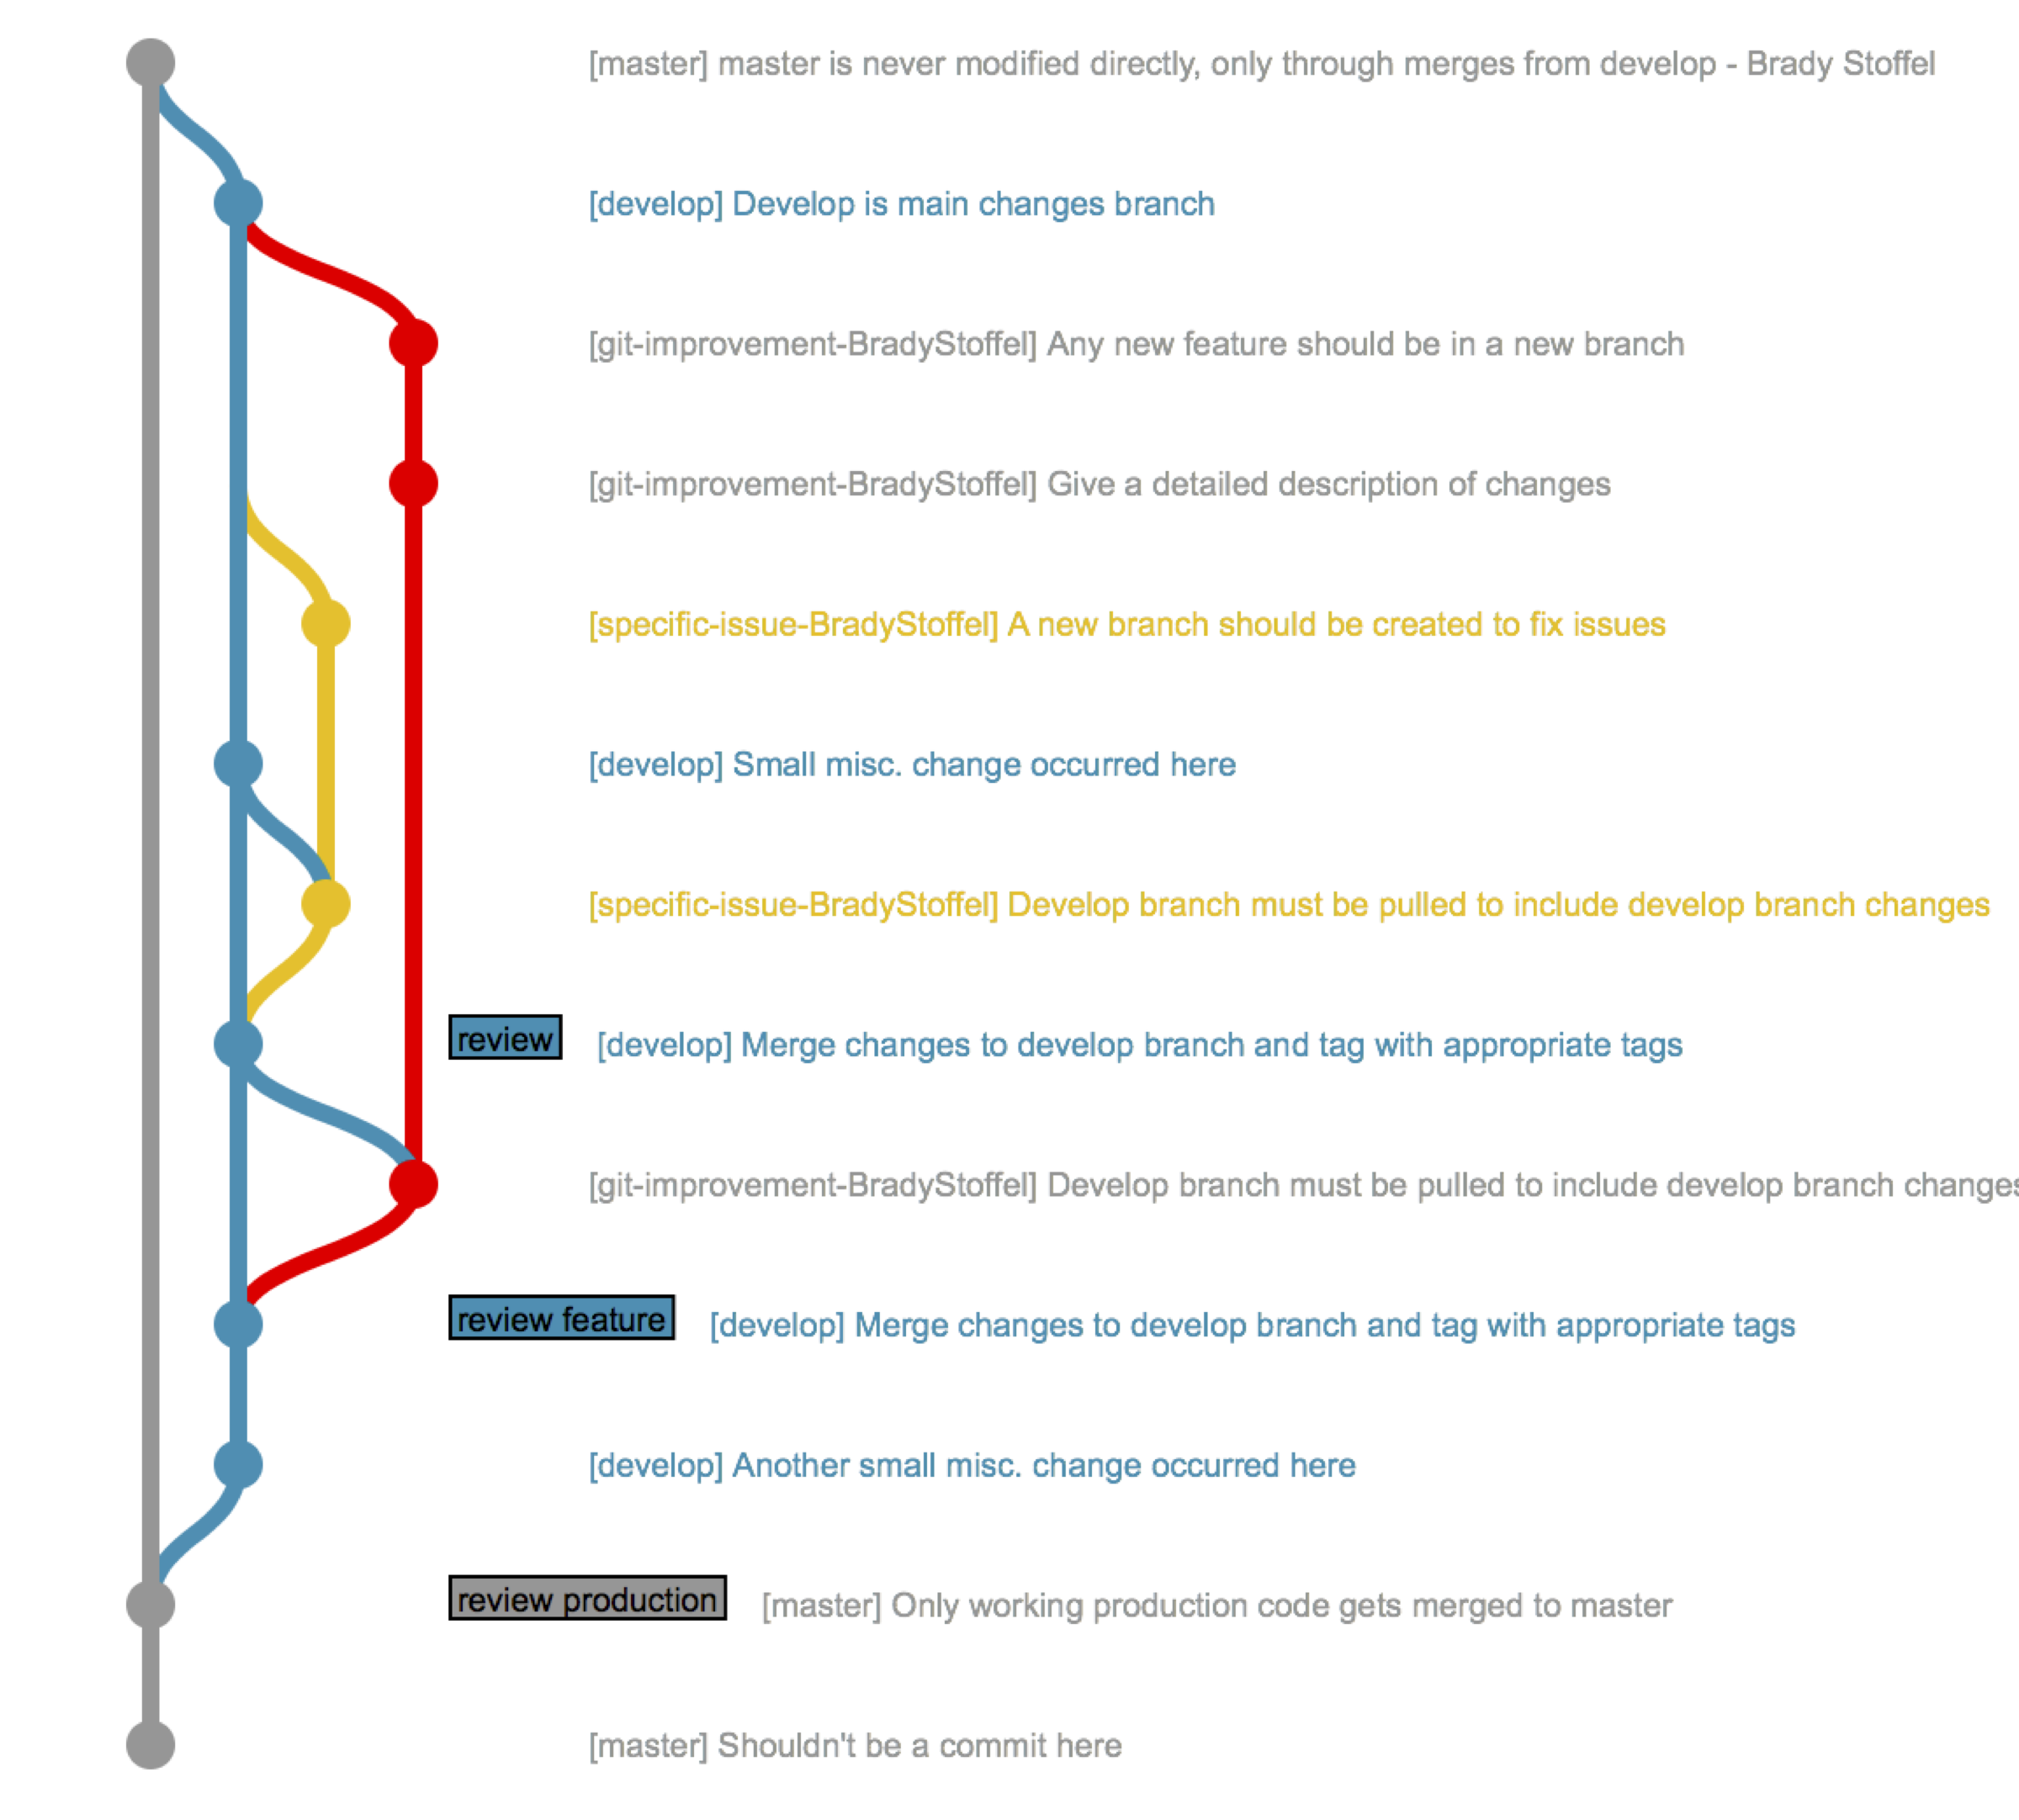 [master] master is never modified directly, only through merges from develop - Brady Stoffel
[develop] Develop is main changes branch
[git-improvement-BradyStoffel] Any new feature should be in a new branch
[git-improvement-BradyStoffel] Give a detailed description of changes
[specific-issue-BradyStoffel] A new branch should be created to fix issues
[develop] Small misc. change occurred here
[specific-issue-BradyStoffel] Develop branch must be pulled to include develop branch changes
review [develop] Merge changes to develop branch and tag with appropriate tags
[git-improvement-BradyStoffel] Develop branch must be pulled to include develop branch changes
review feature [develop] Merge changes to develop branch and tag with appropriate tags
[develop] Another small misc. change occurred here
review production [master] Only working production code gets merged to master
[master] Shouldn't be a commit here